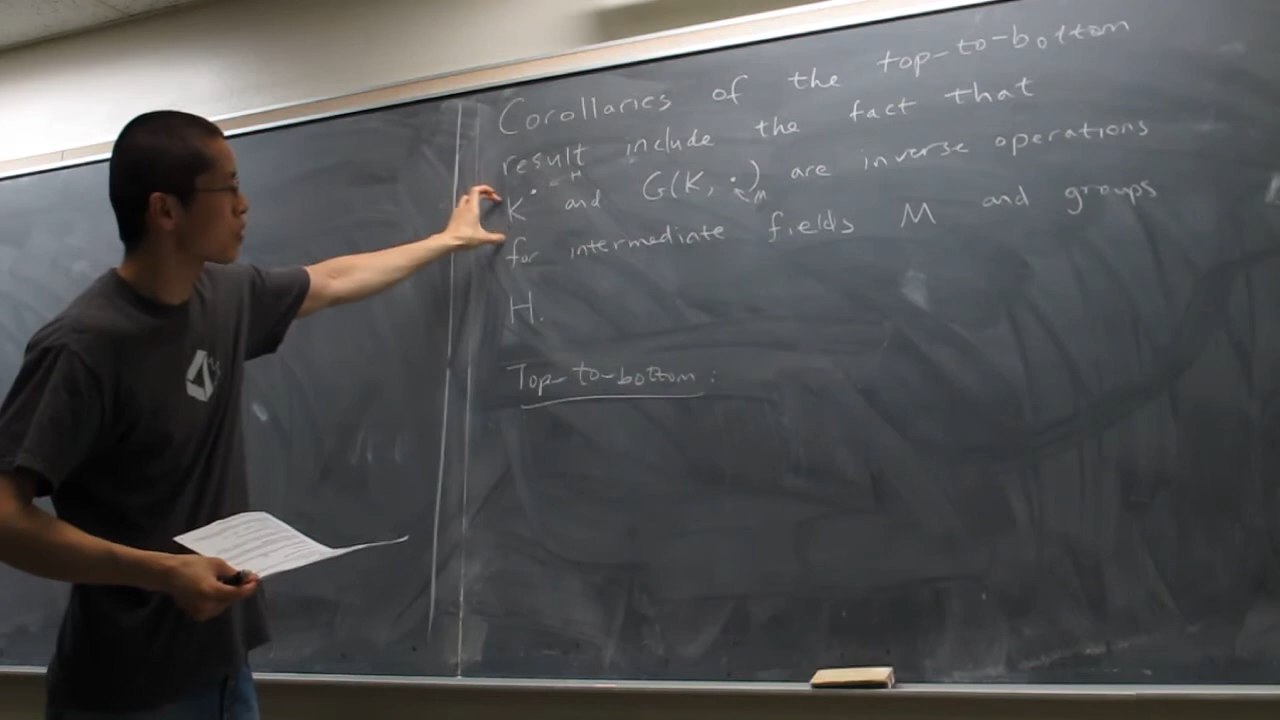 Corollaries of the top-to-bottom
result include the fact that
K^• ← H and G(K, •) ← M are inverse operations
for intermediate fields M and groups
H.
Top-to-bottom: